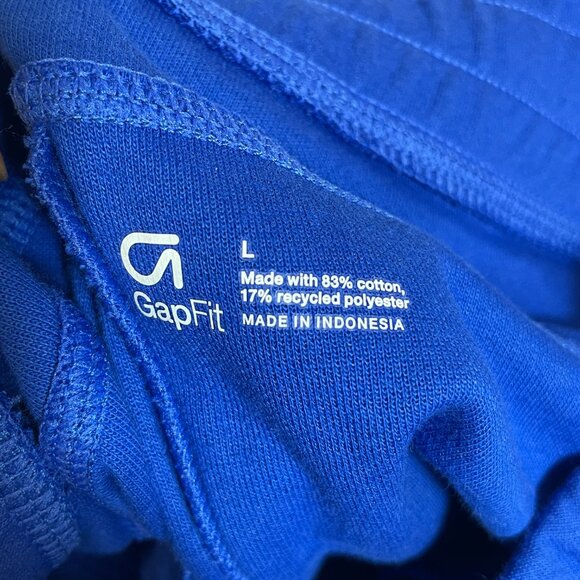 L
Made with 83% cotton,
17% recycled polyester
GapFit
MADE IN INDONESIA